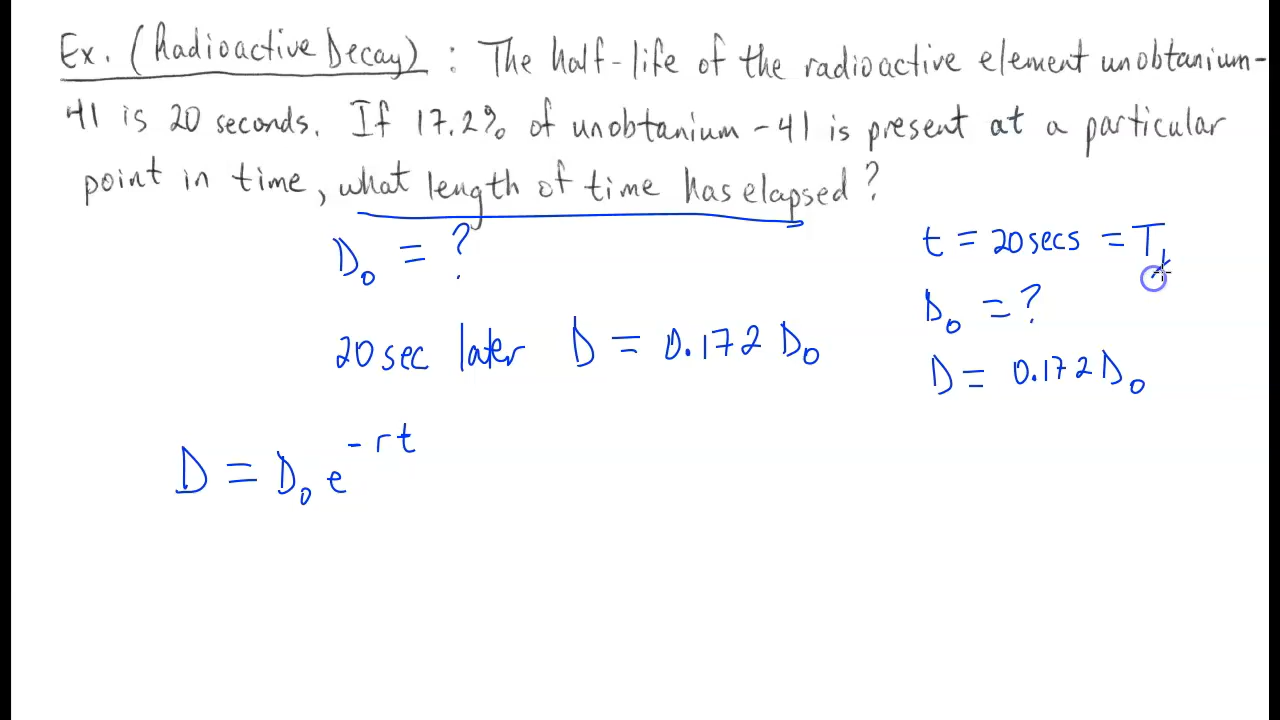 Ex. (Radioactive Decay) : The half-life of the radioactive element unobtanium-
41 is 20 seconds. If 17.2% of unobtanium-41 is present at a particular
point in time, what length of time has elapsed?
D₀ = ?
t = 20 secs = T
D₀ = ?
20 sec later D = 0.172 D₀
D = 0.172 D₀
D = D₀ e^-rt